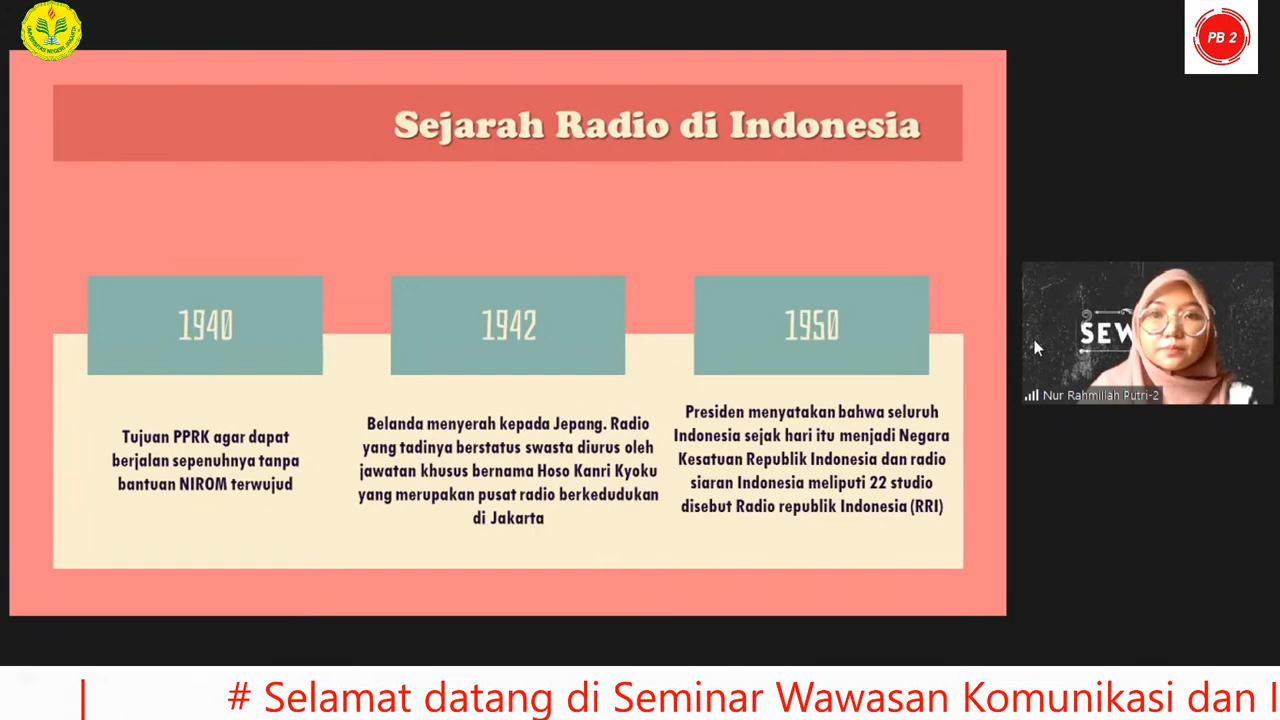 UNIVERSITAS NEGERI JAKARTA
PB 2
Sejarah Radio di Indonesia
1940
Tujuan PPRK agar dapat
berjalan sepenuhnya tanpa
bantuan NIROM terwujud
1942
Belanda menyerah kepada Jepang. Radio
yang tadinya berstatus swasta diurus oleh
jawatan khusus bernama Hoso Kanri Kyoku
yang merupakan pusat radio berkedudukan
di Jakarta
1950
Presiden menyatakan bahwa seluruh
Indonesia sejak hari itu menjadi Negara
Kesatuan Republik Indonesia dan radio
siaran Indonesia meliputi 22 studio
disebut Radio republik Indonesia (RRI)
SEW
Nur Rahmillah Putri-2
| # Selamat datang di Seminar Wawasan Komunikasi dan I